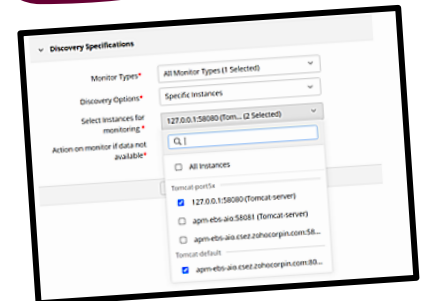 Discovery Specifications
Monitor Types*
All Monitor Types (1 Selected)
Discovery Options*
Specific Instances
Select Instances for
monitoring *
127.0.0.1:58080 (Tom... (2 Selected)
Action on monitor if data not
available*
All Instances
Tomcat-portsx
127.0.0.1:58080 (Tomcat-server)
apm-ebs-aio:58081 (Tomcat-server)
apm-ebs-aio.csez.zohocorpin.com:58...
Tomcat-default
apm-ebs-aio.csez.zohocorpin.com:80...